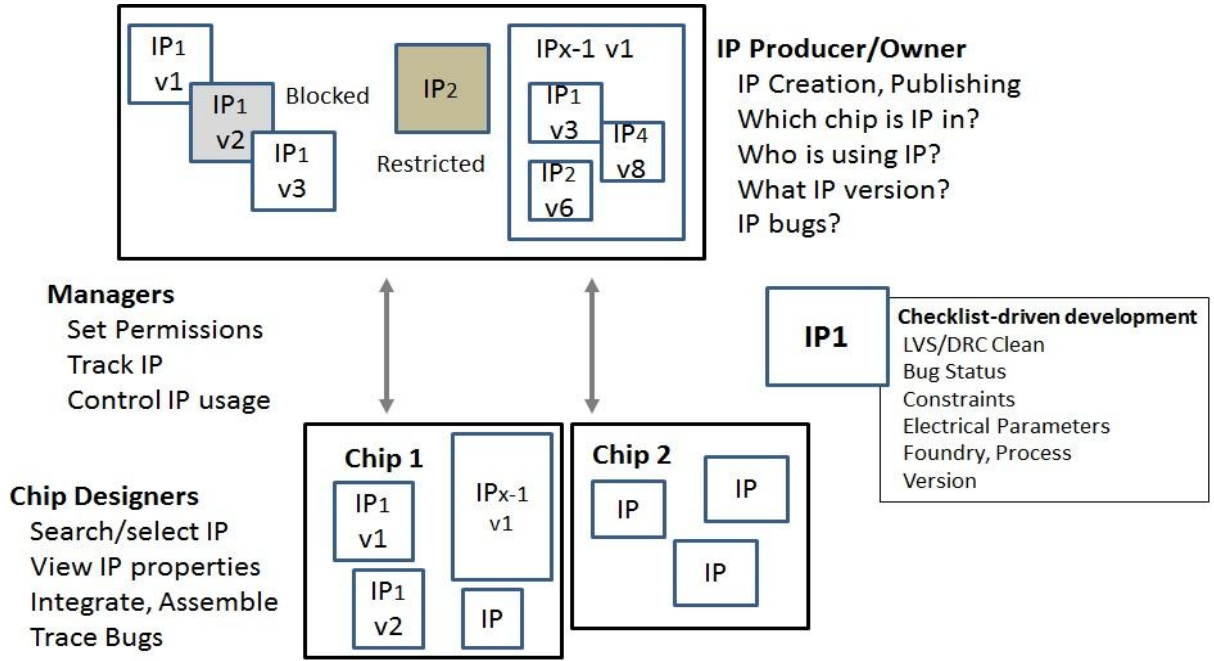 IP1
v1
IP1
v2
Blocked
IP1
v3
IP2
Restricted
IPx-1 v1
IP1
v3
IP4
v8
IP2
v6
IP Producer/Owner
IP Creation, Publishing
Which chip is IP in?
Who is using IP?
What IP version?
IP bugs?
Managers
Set Permissions
Track IP
Control IP usage
IP1
Checklist-driven development
LVS/DRC Clean
Bug Status
Constraints
Electrical Parameters
Foundry, Process
Version
Chip Designers
Search/select IP
View IP properties
Integrate, Assemble
Trace Bugs
Chip 1
IP1
v1
IP1
v2
IPx-1
v1
IP
Chip 2
IP
IP
IP